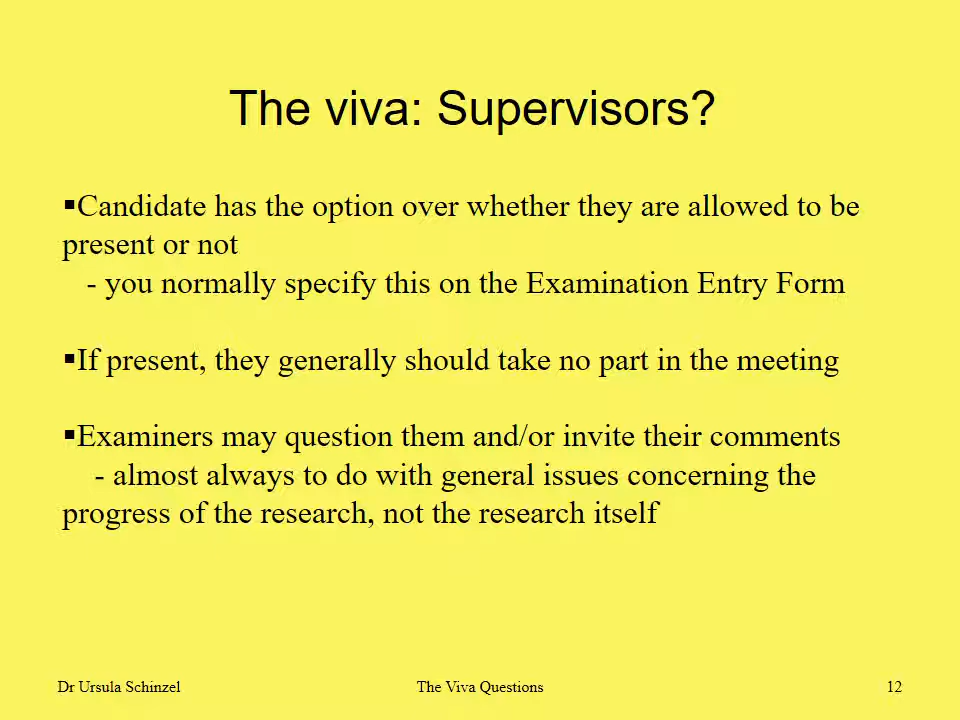 The viva: Supervisors?
▪Candidate has the option over whether they are allowed to be
present or not
- you normally specify this on the Examination Entry Form
▪If present, they generally should take no part in the meeting
▪Examiners may question them and/or invite their comments
- almost always to do with general issues concerning the
progress of the research, not the research itself
Dr Ursula Schinzel
The Viva Questions
12